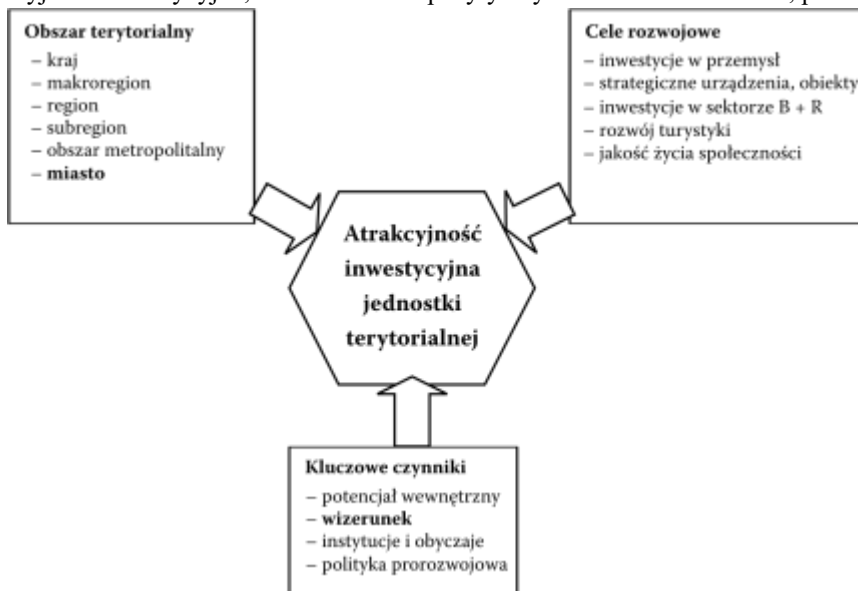 Obszar terytorialny
– kraj
– makroregion
– region
– subregion
– obszar metropolitalny
– miasto
Cele rozwojowe
– inwestycje w przemysł
– strategiczne urządzenia, obiekty
– inwestycje w sektorze B + R
– rozwój turystyki
– jakość życia społeczności
Atrakcyjność
inwestycyjna
jednostki
terytorialnej
Kluczowe czynniki
– potencjał wewnętrzny
– wizerunek
– instytucje i obyczaje
– polityka prorozwojowa